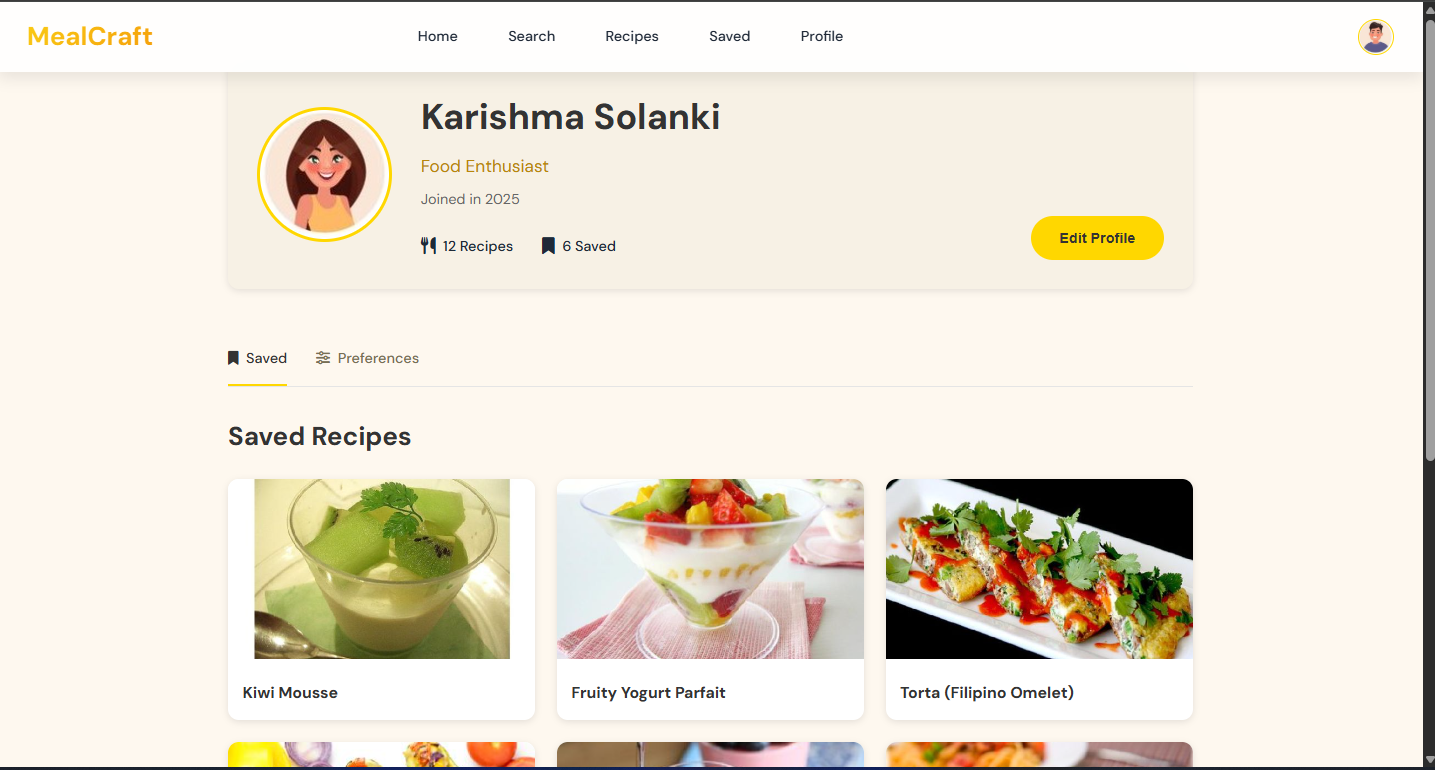 MealCraft Home Search Recipes Saved Profile
Karishma Solanki
Food Enthusiast
Joined in 2025
12 Recipes 6 Saved
Edit Profile
Saved Preferences
Saved Recipes
Kiwi Mousse Fruity Yogurt Parfait Torta (Filipino Omelet)